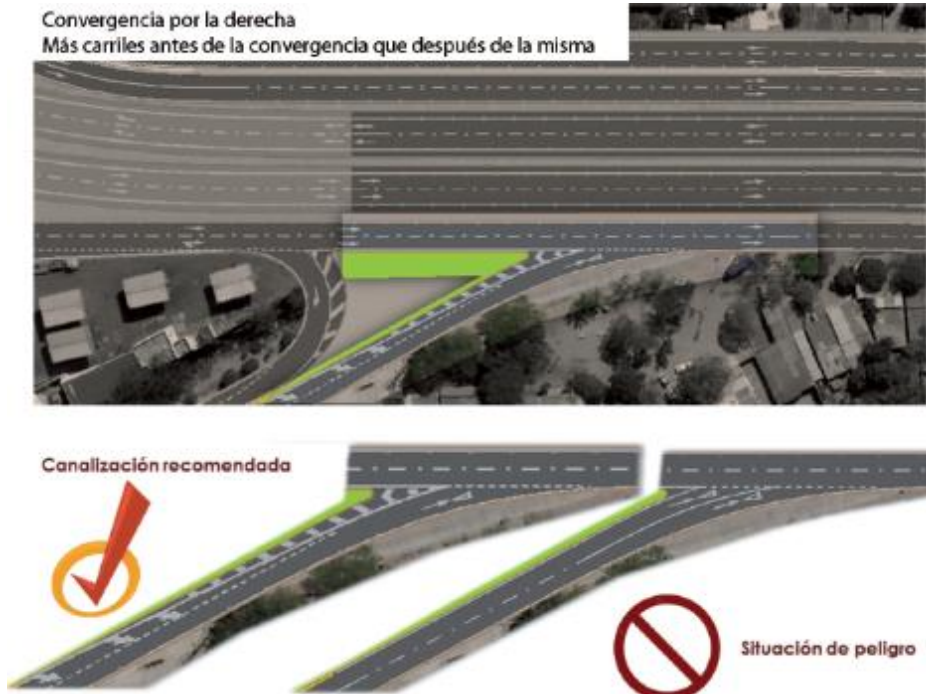 Convergencia por la derecha
Más carriles antes de la convergencia que después de la misma
Canalización recomendada
Situación de peligro